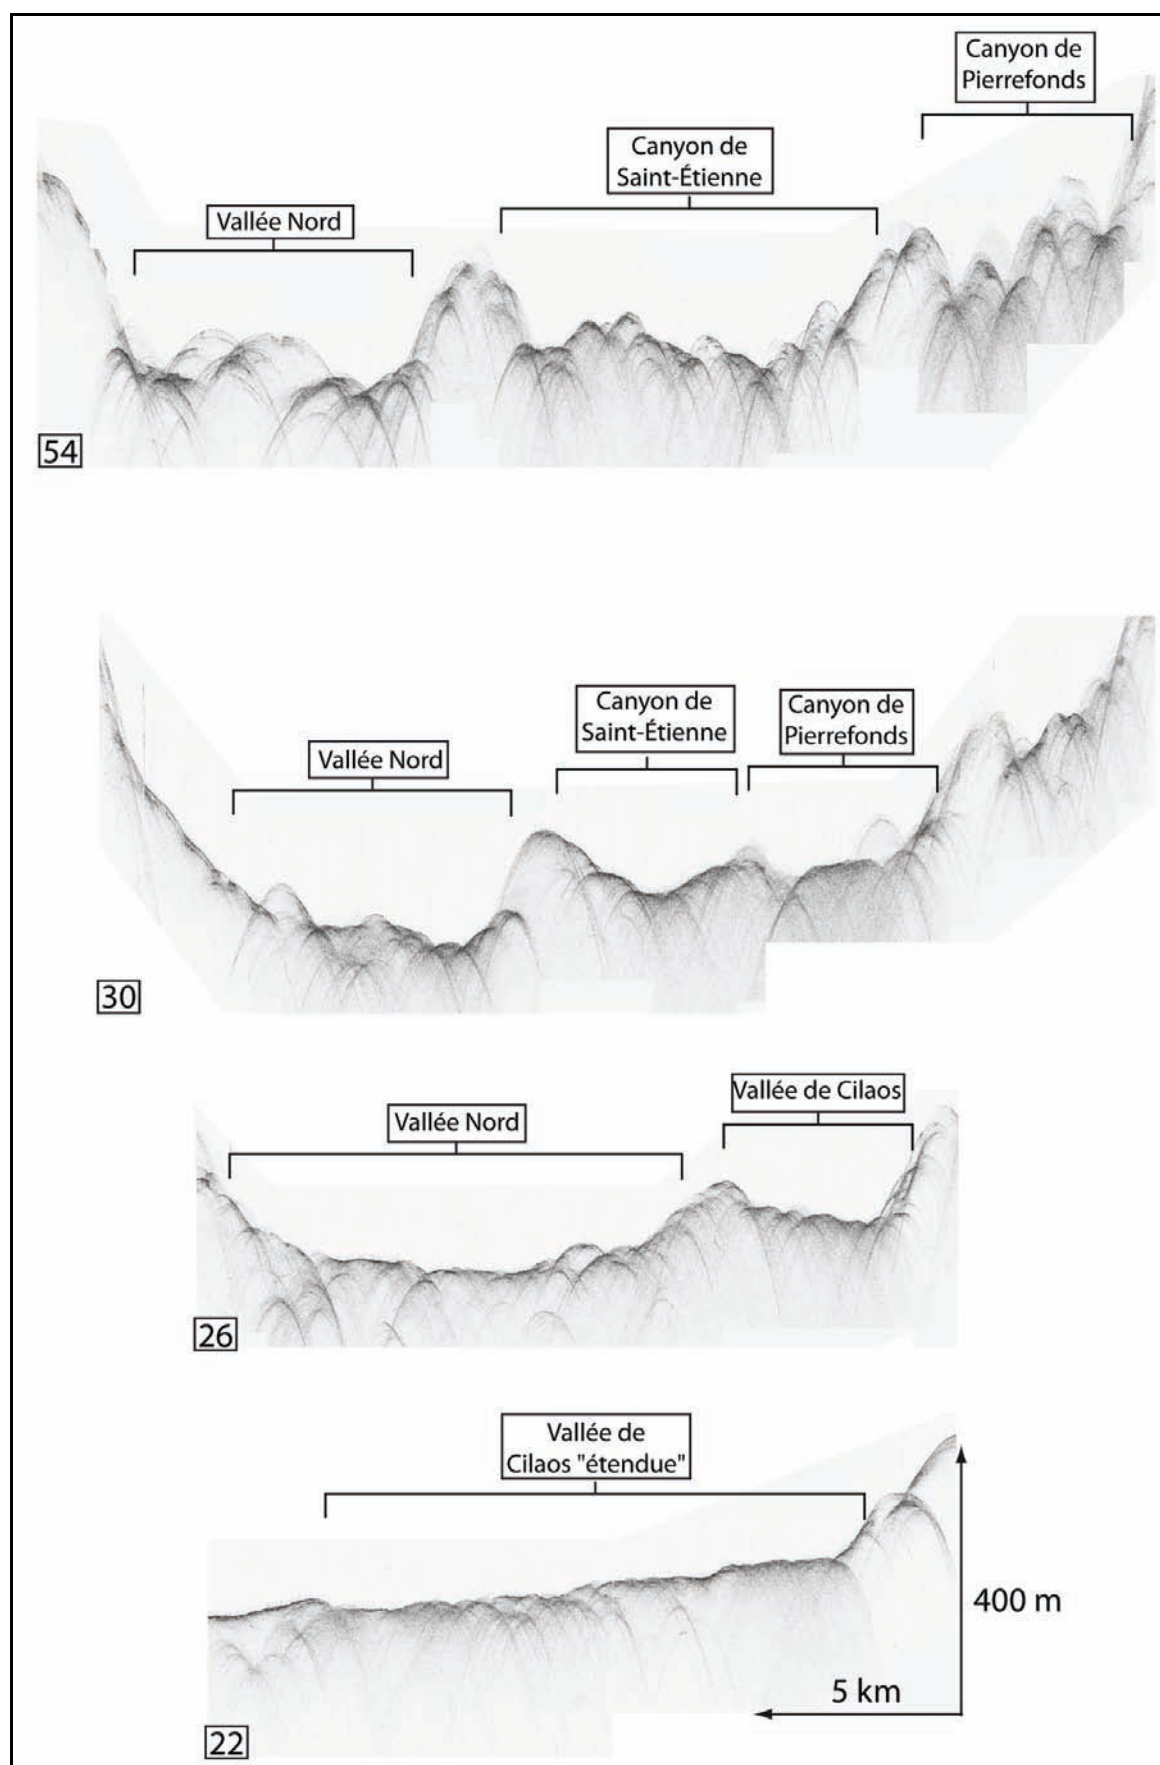 Canyon de
Pierrefonds
Canyon de
Saint-Étienne
Vallée Nord
54
Canyon de
Saint-Étienne
Canyon de
Pierrefonds
Vallée Nord
30
Vallée de Cilaos
Vallée Nord
26
Vallée de
Cilaos "étendue"
400 m
5 km
22